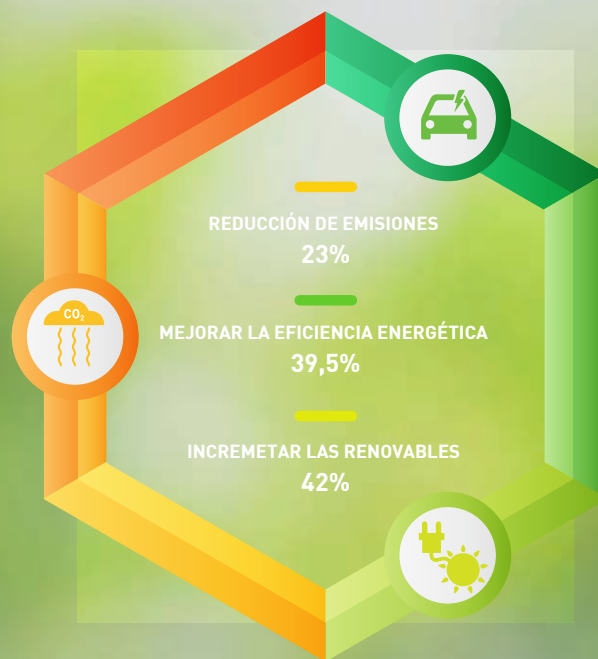 REDUCCIÓN DE EMISIONES
23%
CO₂
MEJORAR LA EFICIENCIA ENERGÉTICA
39,5%
INCREMETAR LAS RENOVABLES
42%